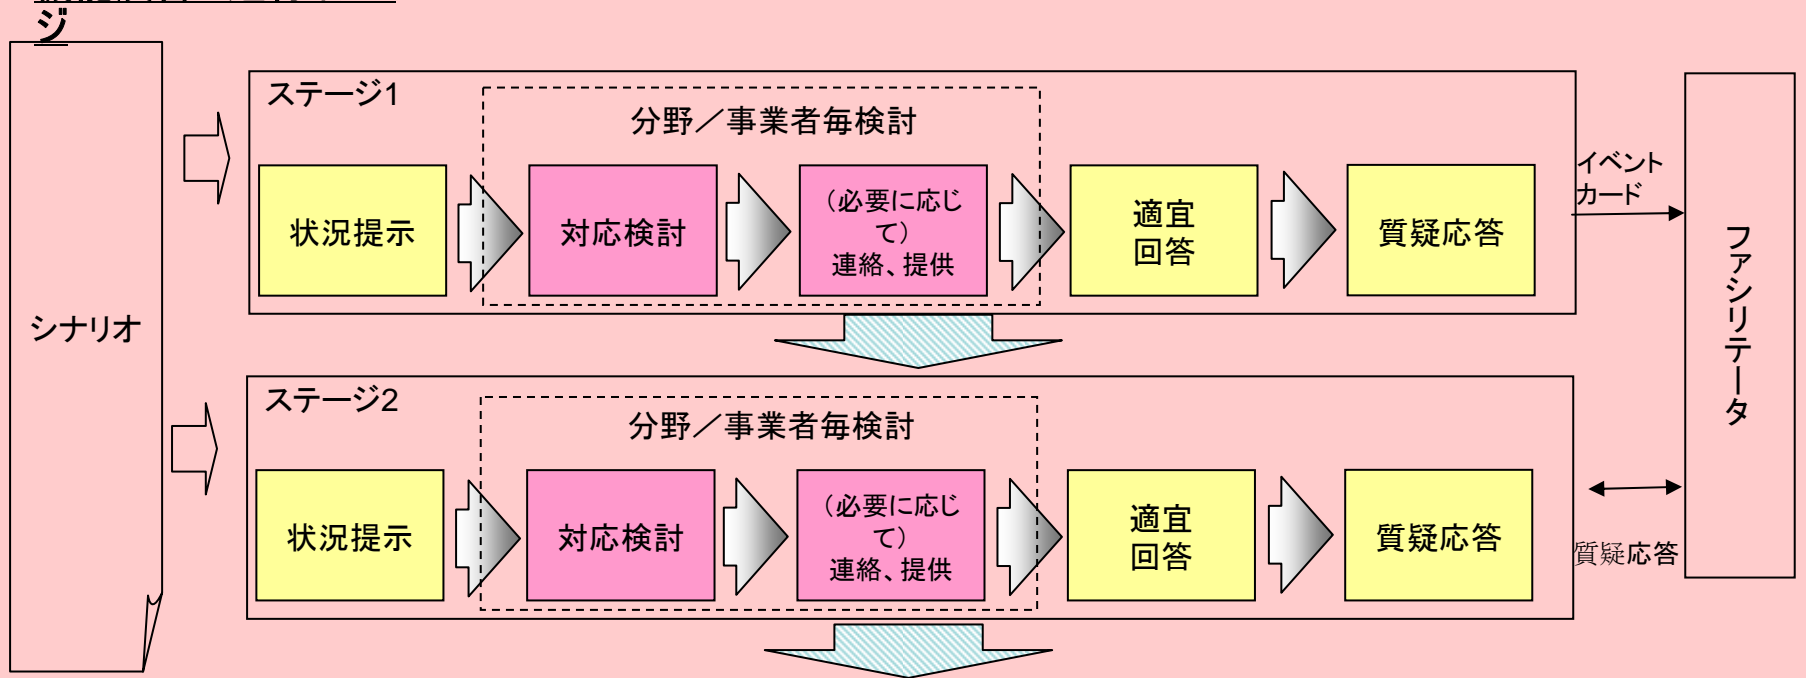 ジ
シナリオ
ステージ1
分野／事業者毎検討
状況提示
対応検討
（必要に応じ
て）
連絡、提供
適宜
回答
質疑応答
イベント
カード
ファシリテータ
ステージ2
分野／事業者毎検討
状況提示
対応検討
（必要に応じ
て）
連絡、提供
適宜
回答
質疑応答
質疑応答